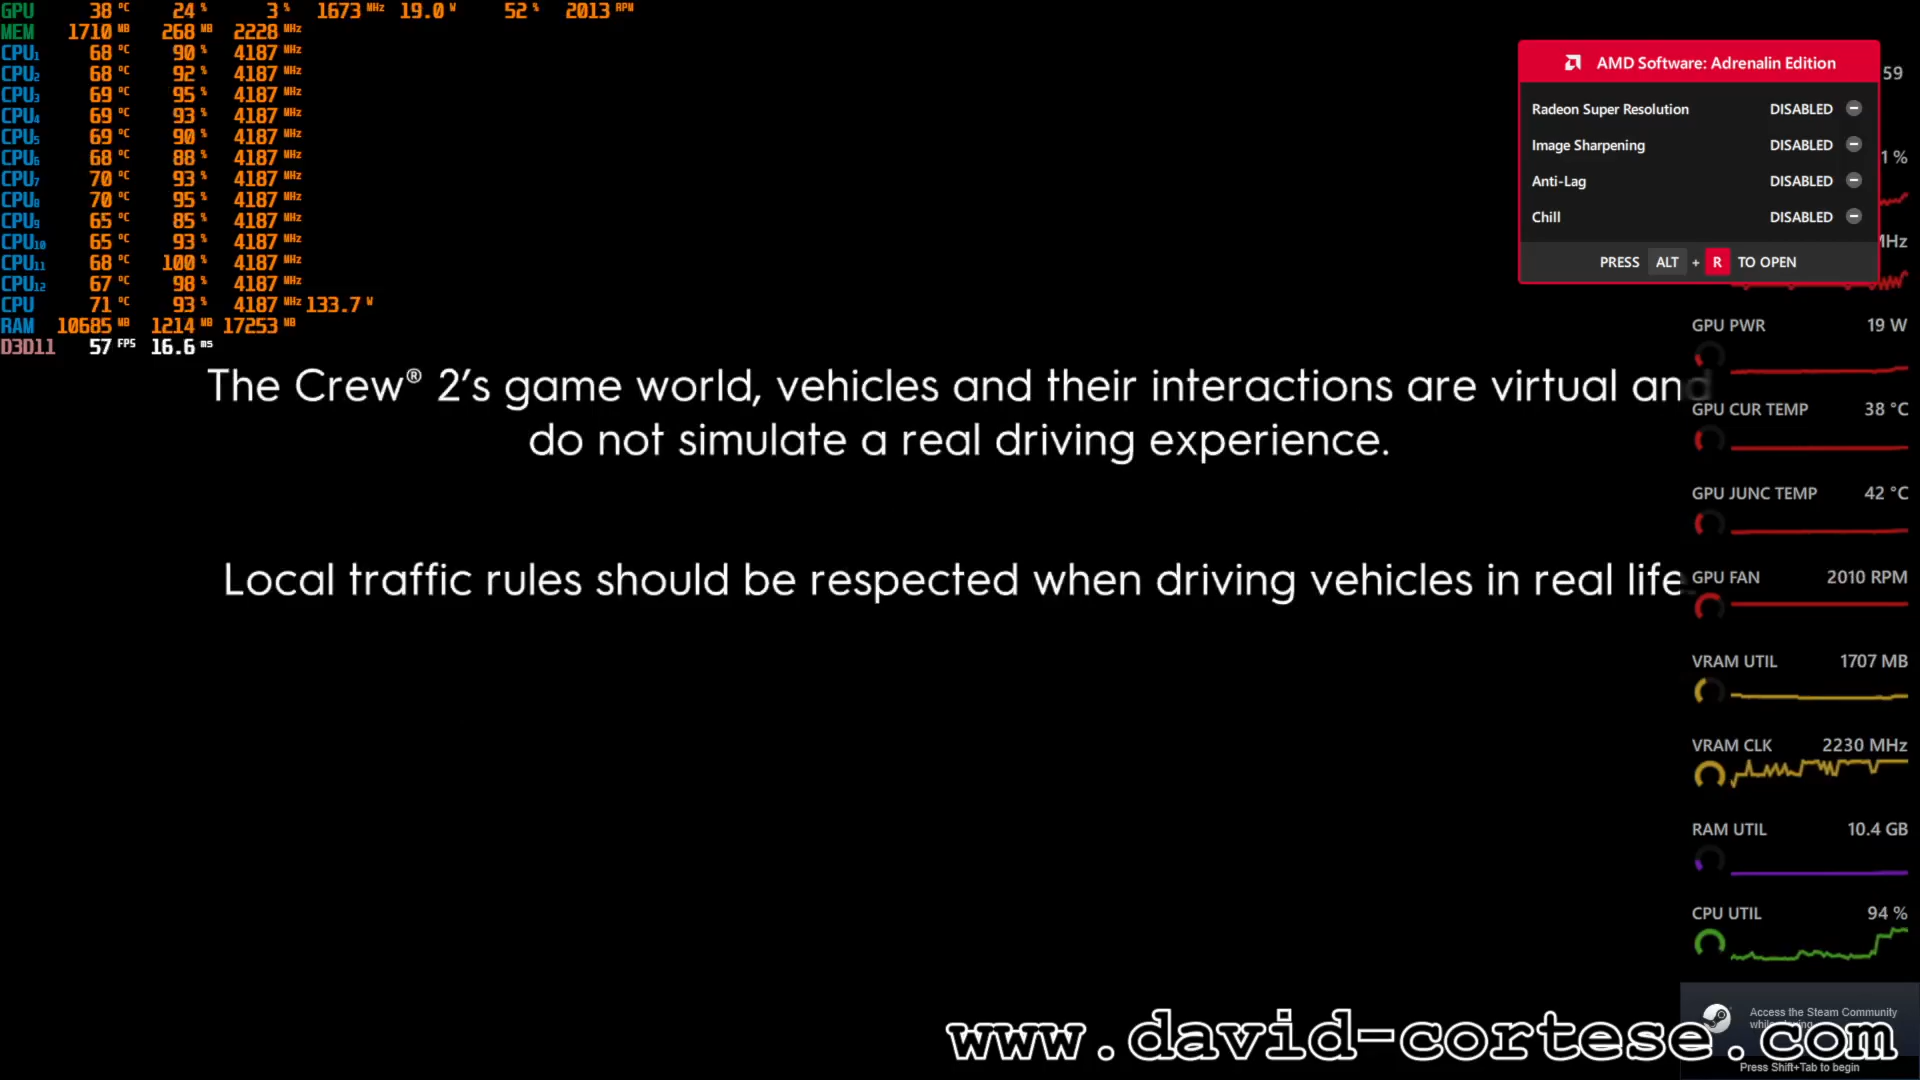 GPU 38 °C 24 % 3 % 1673 MHz 19.0 W 52 % 2013 RPM
MEM 1710 MB 268 MB 2228 MHz
CPU1 68 °C 90 % 4187 MHz
CPU2 68 °C 92 % 4187 MHz
CPU3 69 °C 95 % 4187 MHz
CPU4 69 °C 93 % 4187 MHz
CPU5 69 °C 90 % 4187 MHz
CPU6 68 °C 88 % 4187 MHz
CPU7 70 °C 93 % 4187 MHz
CPU8 70 °C 95 % 4187 MHz
CPU9 65 °C 85 % 4187 MHz
CPU10 65 °C 93 % 4187 MHz
CPU11 68 °C 100 % 4187 MHz
CPU12 67 °C 98 % 4187 MHz
CPU 71 °C 93 % 4187 MHz 133.7 W
RAM 10685 MB 1214 MB 17253 MB
D3D11 57 FPS 16.6 ms
AMD Software: Adrenalin Edition
Radeon Super Resolution DISABLED
Image Sharpening DISABLED
Anti-Lag DISABLED
Chill DISABLED
PRESS ALT + R TO OPEN
59
1 %
MHz
The Crew® 2's game world, vehicles and their interactions are virtual and
do not simulate a real driving experience.
Local traffic rules should be respected when driving vehicles in real life.
GPU PWR 19 W
GPU CUR TEMP 38 °C
GPU JUNC TEMP 42 °C
GPU FAN 2010 RPM
VRAM UTIL 1707 MB
VRAM CLK 2230 MHz
RAM UTIL 10.4 GB
CPU UTIL 94 %
Access the Steam Community
while
Press Shift+Tab to begin
www.david-cortese.com